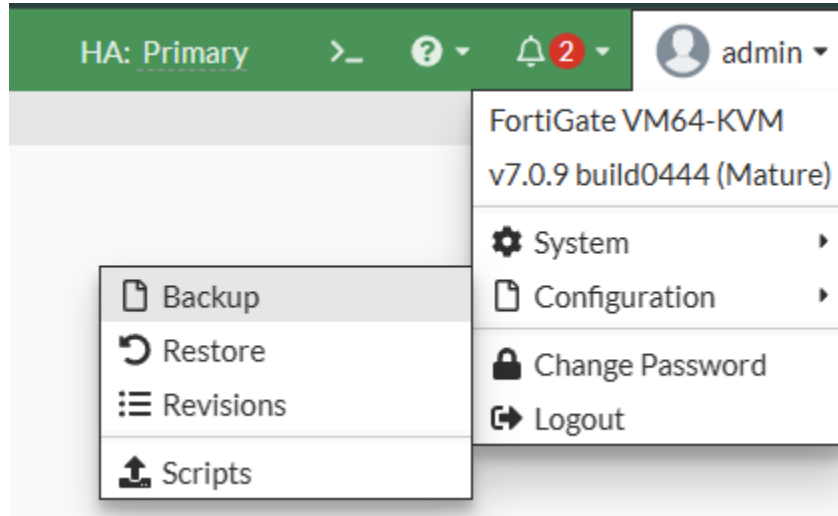 HA: Primary >_ ? 2 admin
FortiGate VM64-KVM
v7.0.9 build0444 (Mature)
System
Configuration
Change Password
Logout
Backup
Restore
Revisions
Scripts